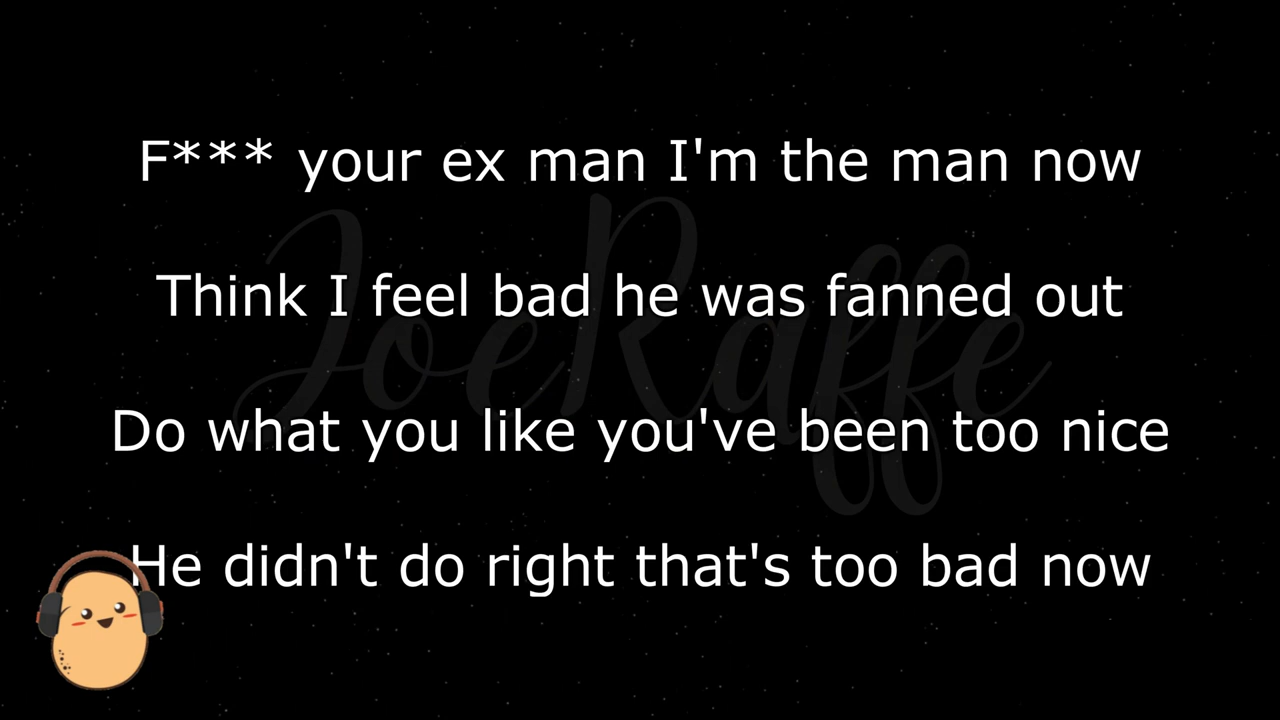 F*** your ex man I'm the man now
Think I feel bad he was fanned out
JoeRaffe
Do what you like you've been too nice
He didn't do right that's too bad now